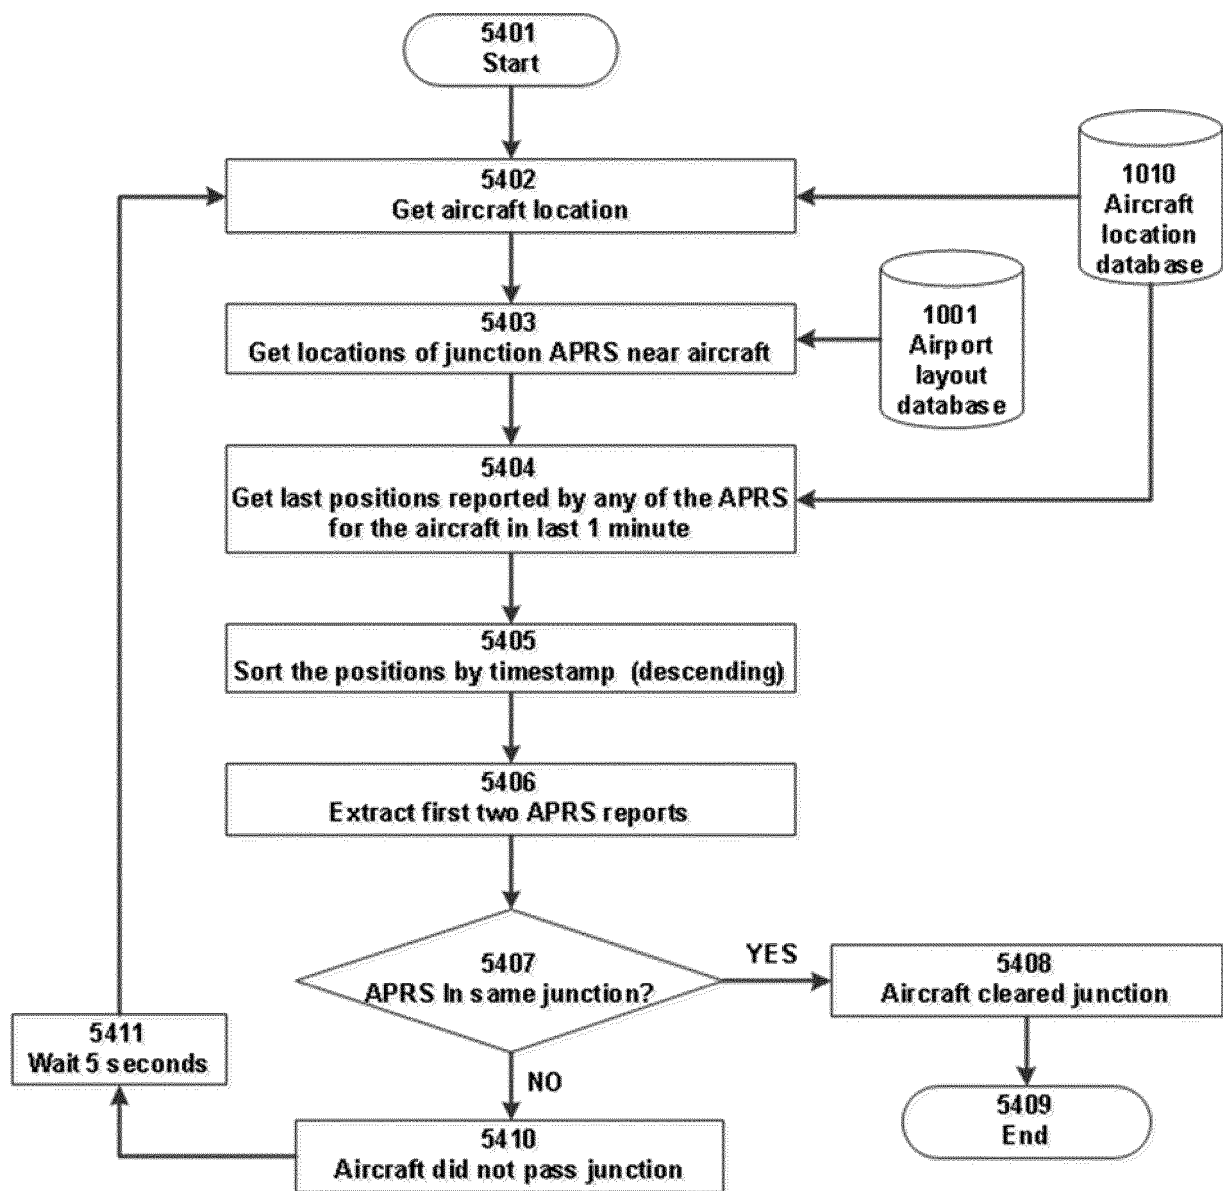 5401
Start
5402
Get aircraft location
1010
Aircraft
location
database
5403
Get locations of junction APRS near aircraft
1001
Airport
layout
database
5404
Get last positions reported by any of the APRS
for the aircraft in last 1 minute
5405
Sort the positions by timestamp (descending)
5406
Extract first two APRS reports
5407
APRS In same junction?
YES
5408
Aircraft cleared junction
5411
Wait 5 seconds
NO
5409
End
5410
Aircraft did not pass junction